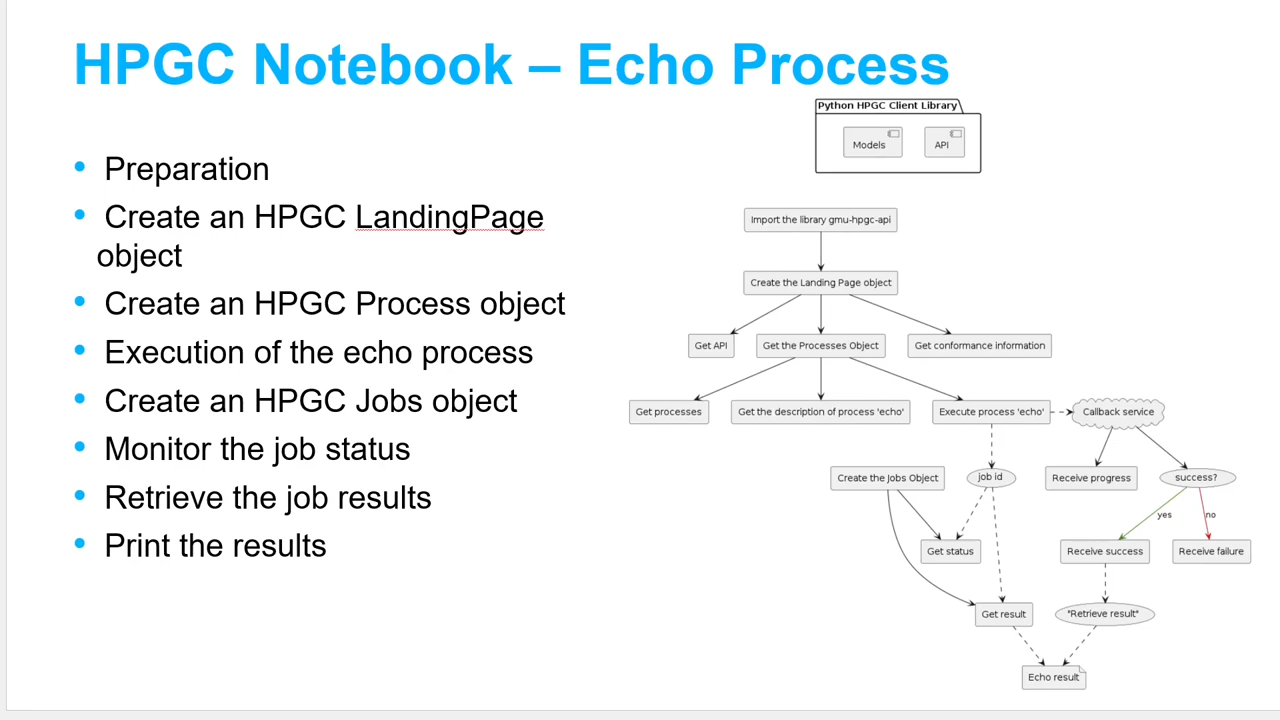 HPGC Notebook – Echo Process
Preparation
Create an HPGC LandingPage
object
Create an HPGC Process object
Execution of the echo process
Create an HPGC Jobs object
Monitor the job status
Retrieve the job results
Print the results
Python HPGC Client Library
Models
API
Import the library gmu-hpgc-api
Create the Landing Page object
Get API
Get the Processes Object
Get conformance information
Get processes
Get the description of process 'echo'
Execute process 'echo'
Callback service
Create the Jobs Object
job id
Receive progress
success?
yes
no
Get status
Receive success
Receive failure
Get result
"Retrieve result"
Echo result